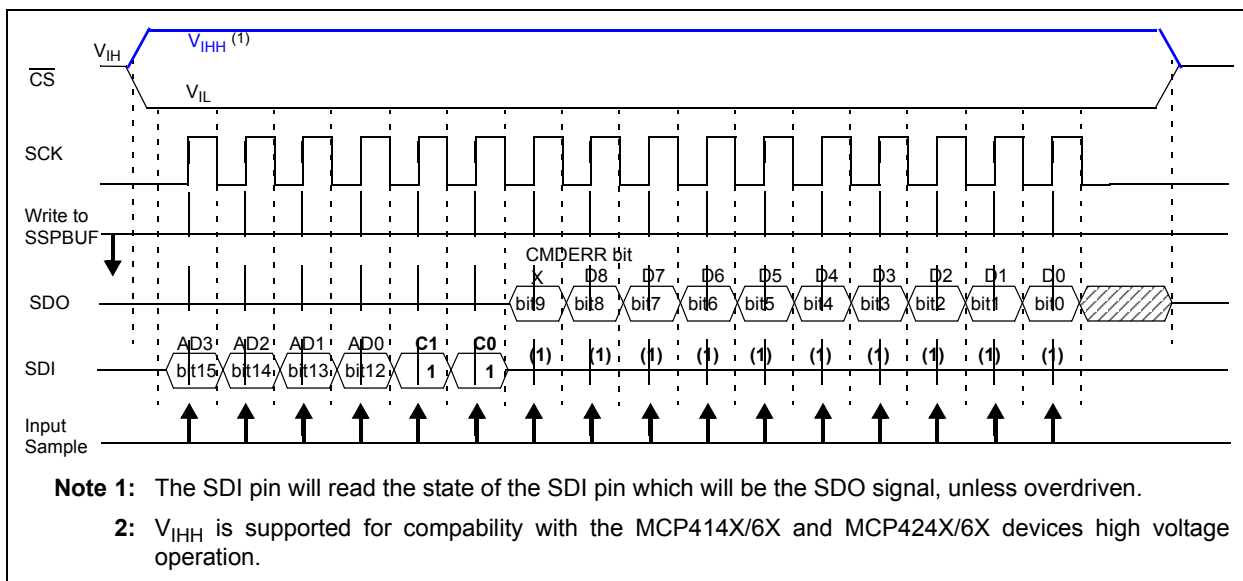 V_IHH (1)
V_IH
CS
V_IL
SCK
Write to
SSPBUF
CMDERR bit
X D8 D7 D6 D5 D4 D3 D2 D1 D0
SDO bit9 bit8 bit7 bit6 bit5 bit4 bit3 bit2 bit1 bit0
AD3 AD2 AD1 AD0 C1 C0 (1) (1) (1) (1) (1) (1) (1) (1) (1) (1)
SDI bit15 bit14 bit13 bit12 1 1
Input
Sample
Note 1: The SDI pin will read the state of the SDI pin which will be the SDO signal, unless overdriven.
2: V_IHH is supported for compability with the MCP414X/6X and MCP424X/6X devices high voltage
operation.